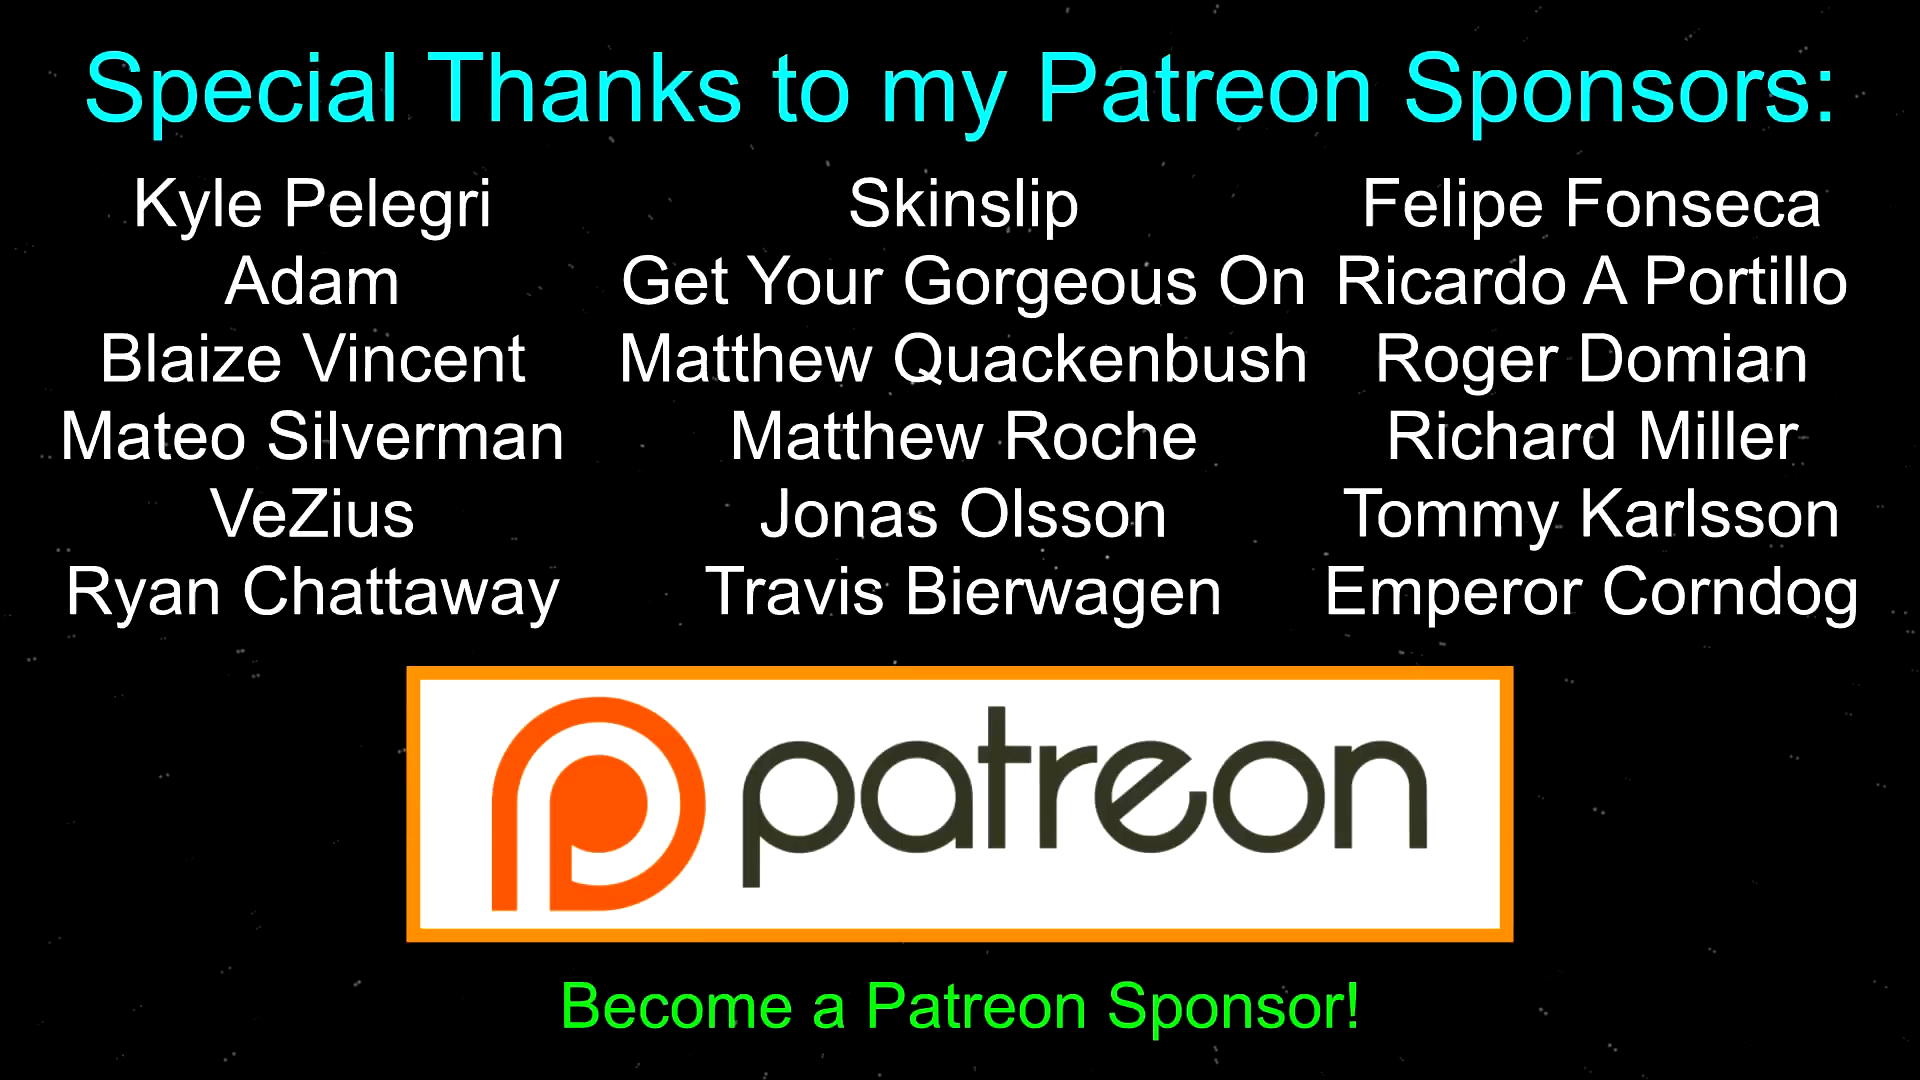 Special Thanks to my Patreon Sponsors:
Kyle Pelegri
Adam
Blaize Vincent
Mateo Silverman
VeZius
Ryan Chattaway
Skinslip
Get Your Gorgeous On
Matthew Quackenbush
Matthew Roche
Jonas Olsson
Travis Bierwagen
Felipe Fonseca
Ricardo A Portillo
Roger Domian
Richard Miller
Tommy Karlsson
Emperor Corndog
patreon
Become a Patreon Sponsor!